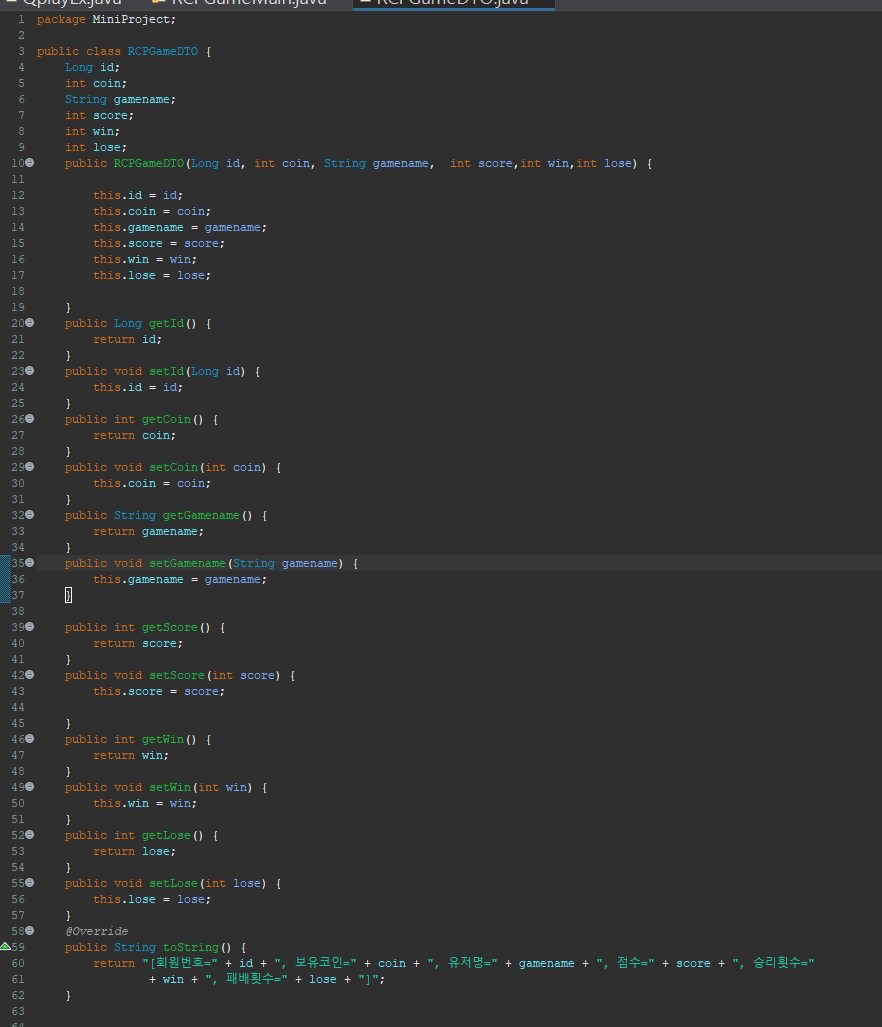 QplayEx.java RCPGameMain.java RCPGameDTO.java
1 package MiniProject;
2
3 public class RCPGameDTO {
4     Long id;
5     int coin;
6     String gamename;
7     int score;
8     int win;
9     int lose;
10     public RCPGameDTO(Long id, int coin, String gamename,  int score,int win,int lose) {
11
12         this.id = id;
13         this.coin = coin;
14         this.gamename = gamename;
15         this.score = score;
16         this.win = win;
17         this.lose = lose;
18
19     }
20     public Long getId() {
21         return id;
22     }
23     public void setId(Long id) {
24         this.id = id;
25     }
26     public int getCoin() {
27         return coin;
28     }
29     public void setCoin(int coin) {
30         this.coin = coin;
31     }
32     public String getGamename() {
33         return gamename;
34     }
35     public void setGamename(String gamename) {
36         this.gamename = gamename;
37     }
38
39     public int getScore() {
40         return score;
41     }
42     public void setScore(int score) {
43         this.score = score;
44
45     }
46     public int getWin() {
47         return win;
48     }
49     public void setWin(int win) {
50         this.win = win;
51     }
52     public int getLose() {
53         return lose;
54     }
55     public void setLose(int lose) {
56         this.lose = lose;
57     }
58     @Override
59     public String toString() {
60         return "[회원번호=" + id + ", 보유코인=" + coin + ", 유저명=" + gamename + ", 점수=" + score + ", 승리횟수="
61                 + win + ", 패배횟수=" + lose + "]";
62     }
63
64